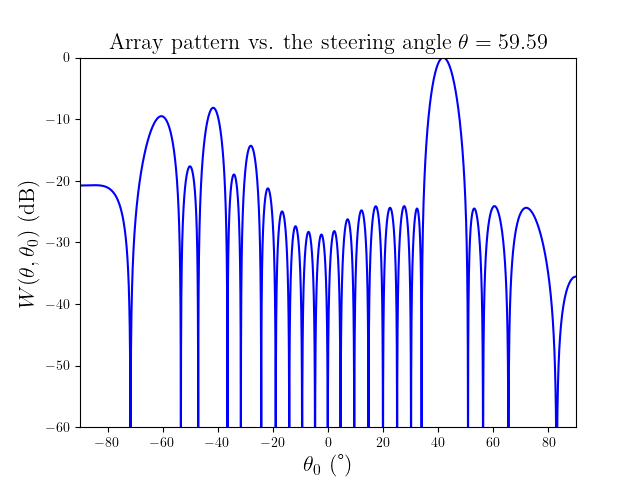 Array pattern vs. the steering angle θ = 59.59
W(θ, θ₀) (dB)
0
−10
−20
−30
−40
−50
−60
−80 −60 −40 −20 0 20 40 60 80
θ₀ (°)